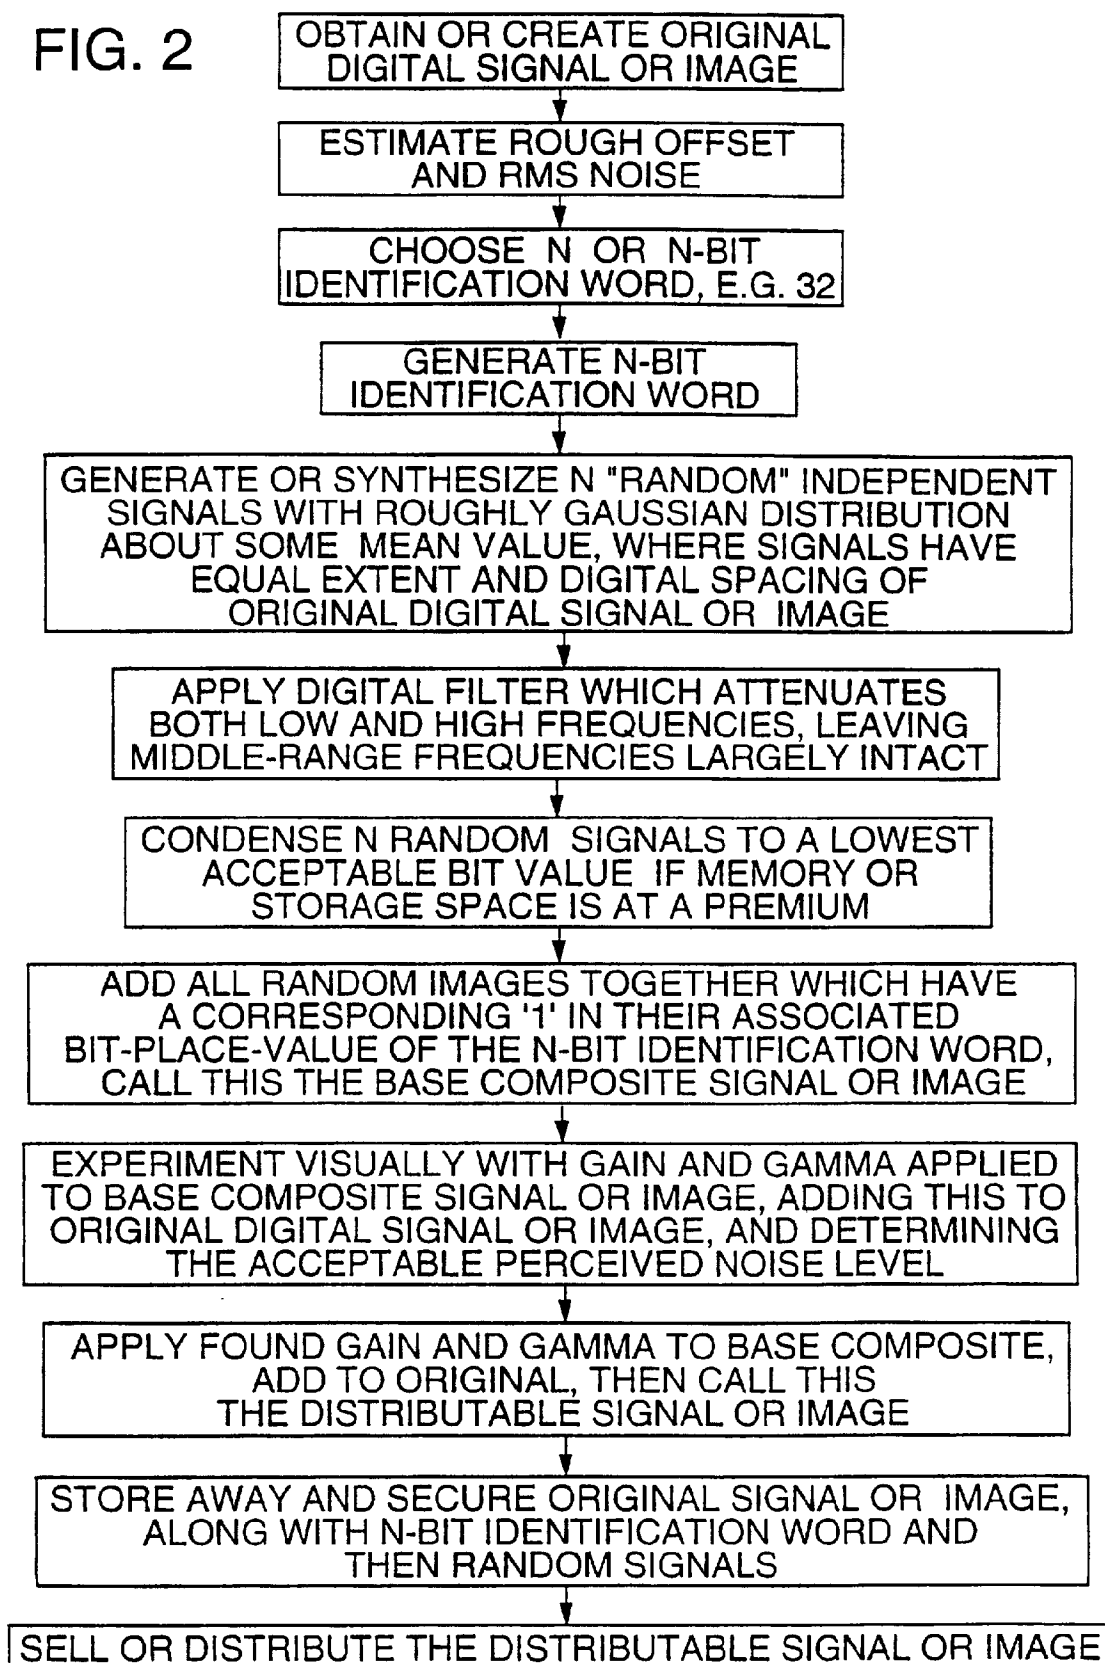 FIG. 2
OBTAIN OR CREATE ORIGINAL
DIGITAL SIGNAL OR IMAGE
ESTIMATE ROUGH OFFSET
AND RMS NOISE
CHOOSE N OR N-BIT
IDENTIFICATION WORD, E.G. 32
GENERATE N-BIT
IDENTIFICATION WORD
GENERATE OR SYNTHESIZE N "RANDOM" INDEPENDENT
SIGNALS WITH ROUGHLY GAUSSIAN DISTRIBUTION
ABOUT SOME MEAN VALUE, WHERE SIGNALS HAVE
EQUAL EXTENT AND DIGITAL SPACING OF
ORIGINAL DIGITAL SIGNAL OR IMAGE
APPLY DIGITAL FILTER WHICH ATTENUATES
BOTH LOW AND HIGH FREQUENCIES, LEAVING
MIDDLE-RANGE FREQUENCIES LARGELY INTACT
CONDENSE N RANDOM SIGNALS TO A LOWEST
ACCEPTABLE BIT VALUE IF MEMORY OR
STORAGE SPACE IS AT A PREMIUM
ADD ALL RANDOM IMAGES TOGETHER WHICH HAVE
A CORRESPONDING '1' IN THEIR ASSOCIATED
BIT-PLACE-VALUE OF THE N-BIT IDENTIFICATION WORD,
CALL THIS THE BASE COMPOSITE SIGNAL OR IMAGE
EXPERIMENT VISUALLY WITH GAIN AND GAMMA APPLIED
TO BASE COMPOSITE SIGNAL OR IMAGE, ADDING THIS TO
ORIGINAL DIGITAL SIGNAL OR IMAGE, AND DETERMINING
THE ACCEPTABLE PERCEIVED NOISE LEVEL
APPLY FOUND GAIN AND GAMMA TO BASE COMPOSITE,
ADD TO ORIGINAL, THEN CALL THIS
THE DISTRIBUTABLE SIGNAL OR IMAGE
STORE AWAY AND SECURE ORIGINAL SIGNAL OR IMAGE,
ALONG WITH N-BIT IDENTIFICATION WORD AND
THEN RANDOM SIGNALS
SELL OR DISTRIBUTE THE DISTRIBUTABLE SIGNAL OR IMAGE